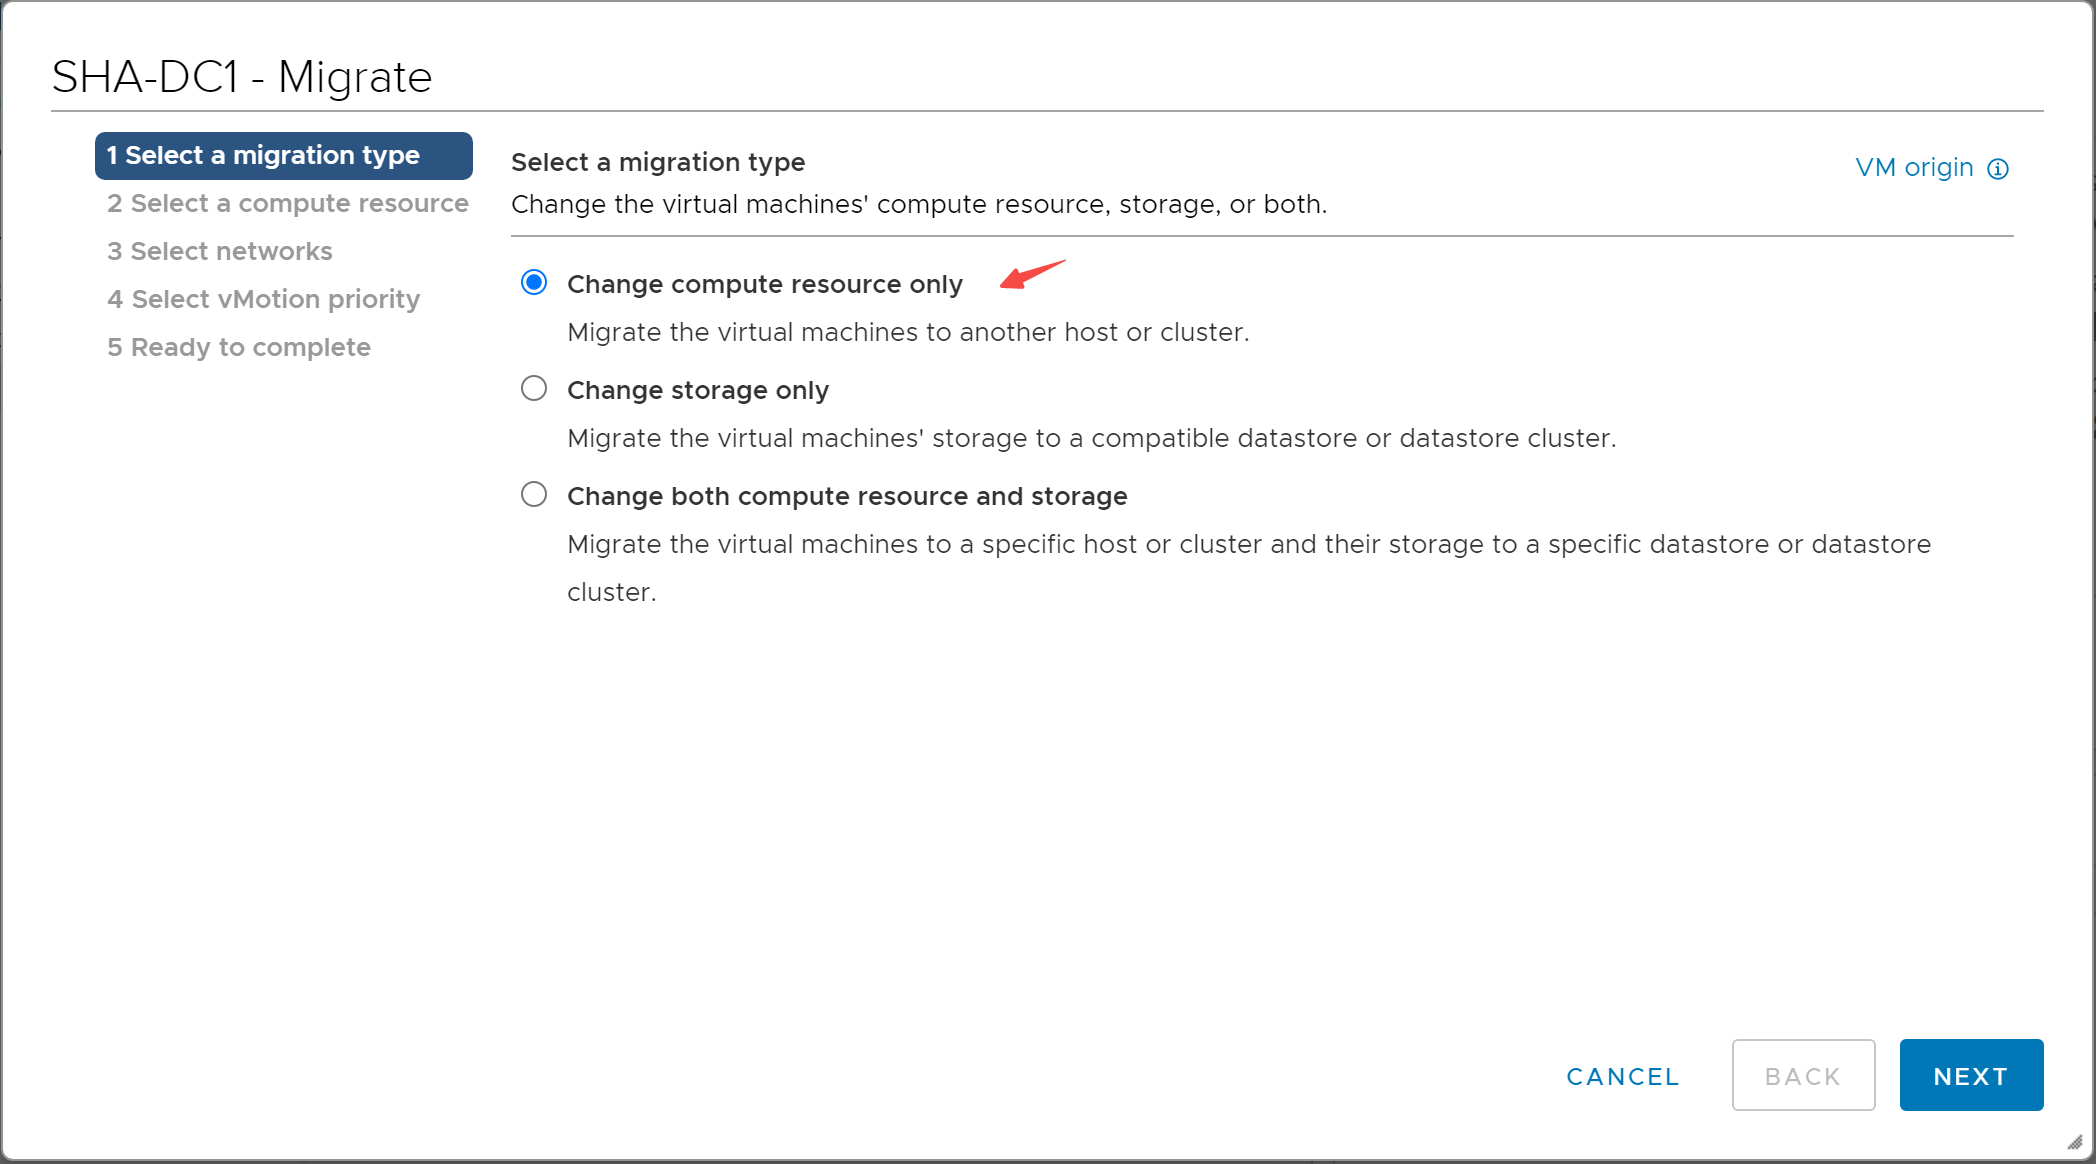 SHA-DC1 - Migrate
1 Select a migration type
2 Select a compute resource
3 Select networks
4 Select vMotion priority
5 Ready to complete
Select a migration type
VM origin
Change the virtual machines' compute resource, storage, or both.
Change compute resource only
Migrate the virtual machines to another host or cluster.
Change storage only
Migrate the virtual machines' storage to a compatible datastore or datastore cluster.
Change both compute resource and storage
Migrate the virtual machines to a specific host or cluster and their storage to a specific datastore or datastore
cluster.
CANCEL
BACK
NEXT